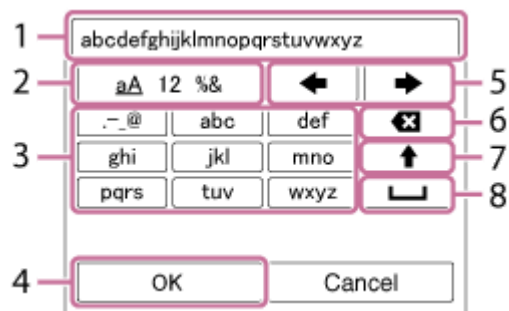 1 abcdefghijklmnopqrstuvwxyz
2 aA 12 %& 5
.-_@ abc def 6
3 ghi jkl mno 7
pqrs tuv wxyz 8
4 OK Cancel